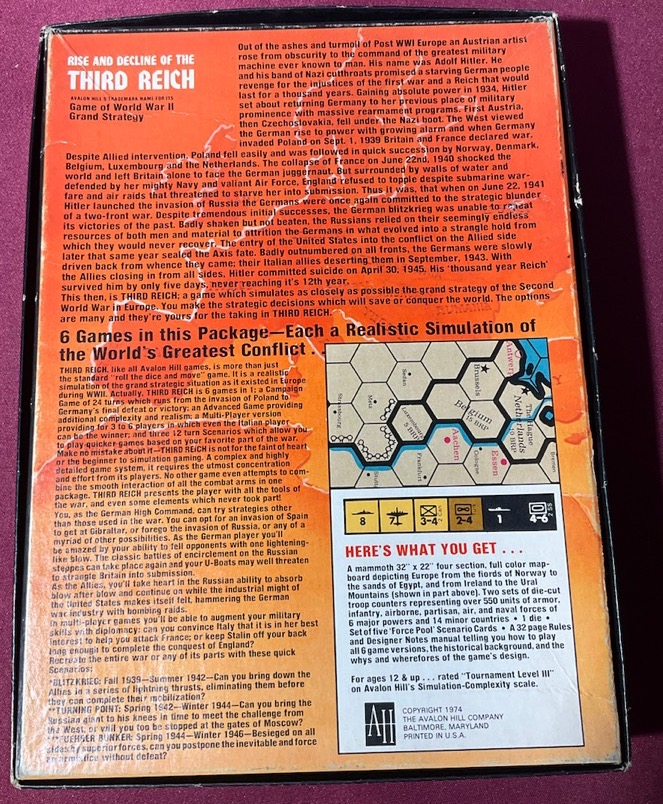 RISE AND DECLINE OF THE
THIRD REICH
AVALON HILL'S TRADEMARK NAME FOR ITS
Game of World War II
Grand Strategy
Out of the ashes and turmoil of Post WWI Europe an Austrian artist
rose from obscurity to the command of the greatest military
machine ever known to man. His name was Adolf Hitler. He
and his band of Nazi cutthroats promised a starving German people
revenge for the injustices of the first war and a Reich that would
last for a thousand years. Gaining absolute power in 1934, Hitler
set about returning Germany to her previous place of military
prominence with massive rearmament programs. First Austria,
then Czechoslovakia, fell under the Nazi boot. The West viewed
the German rise to power with growing alarm and when Germany
invaded Poland on Sept. 1, 1939 Britain and France declared war.
Despite Allied intervention, Poland fell easily and was followed in quick succession by Norway, Denmark,
Belgium, Luxembourg and the Netherlands. The collapse of France on June 22nd, 1940 shocked the
world and left Britain alone to face the German juggernaut. But surrounded by walls of water and
defended by her mighty Navy and valiant Air Force, England refused to topple despite submarine war-
fare and air raids that threatened to starve her into submission. Thus it was, that when on June 22, 1941
Hitler launched the invasion of Russia the Germans were once again committed to the strategic blunder
of a two-front war. Despite tremendous initial successes, the German blitzkrieg was unable to repeat
its victories of the past. Badly shaken but not beaten, the Russians relied on their seemingly endless
resources of both men and material to attrition the Germans in what evolved into a strangle hold from
which they would never recover. The entry of the United States into the conflict on the Allied side
later that same year sealed the Axis fate. Badly outnumbered on all fronts, the Germans were slowly
driven back from whence they came; their Italian allies deserting them in September, 1943. With
the Allies closing in from all sides, Hitler committed suicide on April 30, 1945. His 'thousand year Reich'
survived him by only five days, never reaching it's 12th year.
This then, is THIRD REICH; a game which simulates as closely as possible the grand strategy of the Second
World War in Europe. You make the strategic decisions which will save or conquer the world. The options
are many and they're yours for the taking in THIRD REICH.
6 Games in this Package—Each a Realistic Simulation of
the World's Greatest Conflict . .
THIRD REICH, like all Avalon Hill games, is more than just
the standard "roll the dice and move" game. It is a realistic
simulation of the grand strategic situation as it existed in Europe
during WWII. Actually, THIRD REICH is 6 games in 1: a Campaign
Game of 24 turns which runs from the invasion of Poland to
Germany's final defeat or victory; an Advanced Game providing
additional complexity and realism; a Multi-Player version
providing for 3 to 6 players in which even the Italian player
can be the winner; and three 12 turn Scenarios which allow you
to play quicker games based on your favorite part of the war.
Make no mistake about it—THIRD REICH is not for the faint of heart
or the beginner to simulation gaming. A complex and highly
detailed game system, it requires the utmost concentration
and effort from its players. No other game even attempts to com-
bine the smooth interaction of all the combat arms in one
package. THIRD REICH presents the player with all the tools of
the war, and even some elements which never took part!
You, as the German High Command, can try strategies other
than those used in the war. You can opt for an invasion of Spain
to get at Gibraltar, or forego the invasion of Russia, or any of a
myriad of other possibilities. As the German player you'll
be amazed by your ability to fell opponents with one lightening-
like blow. The classic battles of encirclement on the Russian
steppes can take place again and your U-Boats may well threaten
to strangle Britain into submission.
As the Allies, you'll take heart in the Russian ability to absorb
blow after blow and continue on while the industrial might of
the United States makes itself felt, hammering the German
war industry with bombing raids.
In multi-player games you'll be able to augment your military
skills with diplomacy: can you convince Italy that it is in her best
interest to help you attack France; or keep Stalin off your back
long enough to complete the conquest of England?
Recreate the entire war or any of its parts with these quick
Scenarios:
*BLITZKRIEG: Fall 1939—Summer 1942—Can you bring down the
Allies in a series of lightning thrusts, eliminating them before
they can complete their mobilization?
**TURNING POINT: Spring 1942—Winter 1944—Can you bring the
Russian giant to his knees in time to meet the challenge from
the West, or will you too be stopped at the gates of Moscow?
***FUEHRER BUNKER: Spring 1944—Winter 1946—Besieged on all
sides by superior forces, can you postpone the inevitable and force
an armistice without defeat?
Antwerp
Brussels
The Hague
Netherlands
Belgium
15 BRP
Sedan
Metz
Strasbourg
Luxembourg
5 BRP
Aachen
Cologne
Essen
Bremen
Frankfurt
8
3-4
2-4
1
4-6
HERE'S WHAT YOU GET . . .
A mammoth 32" x 22" four section, full color map-
board depicting Europe from the fiords of Norway to
the sands of Egypt, and from Ireland to the Ural
Mountains (shown in part above). Two sets of die-cut
troop counters representing over 550 units of armor,
infantry, airborne, partisan, air, and naval forces of
6 major powers and 14 minor countries • 1 die •
Set of five 'Force Pool' Scenario Cards • A 32 page Rules
and Designer Notes manual telling you how to play
all 6 game versions, the historical background, and the
whys and wherefores of the game's design.
For ages 12 & up . . . rated "Tournament Level III"
on Avalon Hill's Simulation-Complexity scale.
AH
COPYRIGHT 1974
THE AVALON HILL COMPANY
BALTIMORE, MARYLAND
PRINTED IN U.S.A.